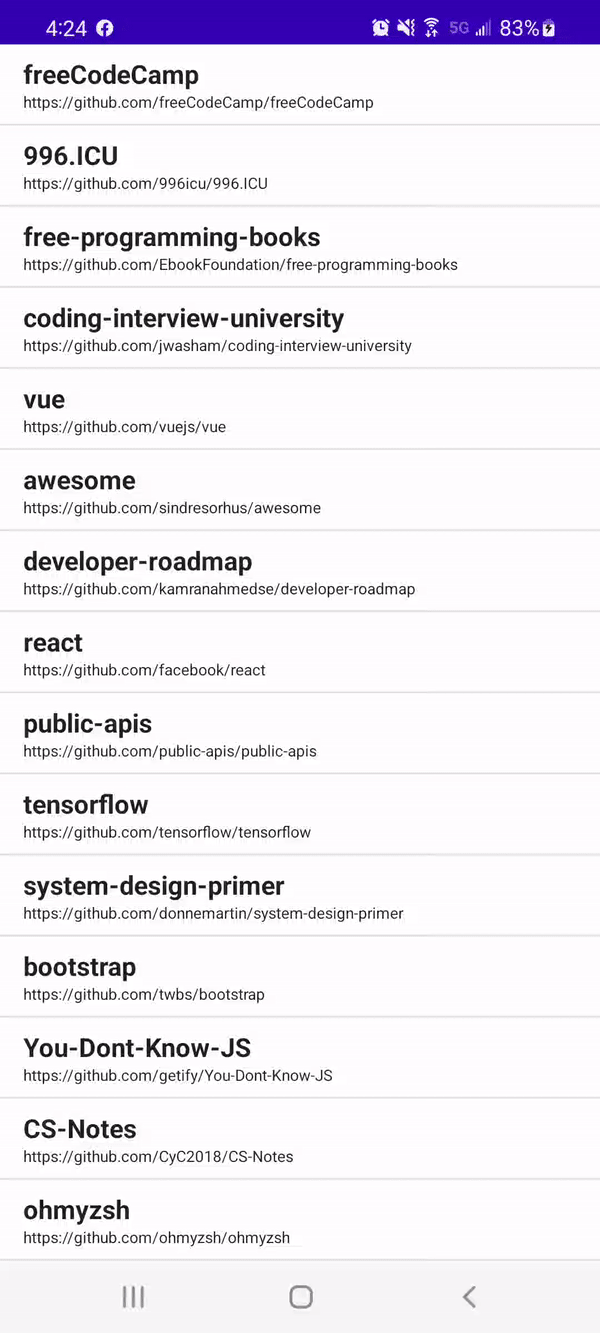 4:24 5G 83%
freeCodeCamp
https://github.com/freeCodeCamp/freeCodeCamp
996.ICU
https://github.com/996icu/996.ICU
free-programming-books
https://github.com/EbookFoundation/free-programming-books
coding-interview-university
https://github.com/jwasham/coding-interview-university
vue
https://github.com/vuejs/vue
awesome
https://github.com/sindresorhus/awesome
developer-roadmap
https://github.com/kamranahmedse/developer-roadmap
react
https://github.com/facebook/react
public-apis
https://github.com/public-apis/public-apis
tensorflow
https://github.com/tensorflow/tensorflow
system-design-primer
https://github.com/donnemartin/system-design-primer
bootstrap
https://github.com/twbs/bootstrap
You-Dont-Know-JS
https://github.com/getify/You-Dont-Know-JS
CS-Notes
https://github.com/CyC2018/CS-Notes
ohmyzsh
https://github.com/ohmyzsh/ohmyzsh